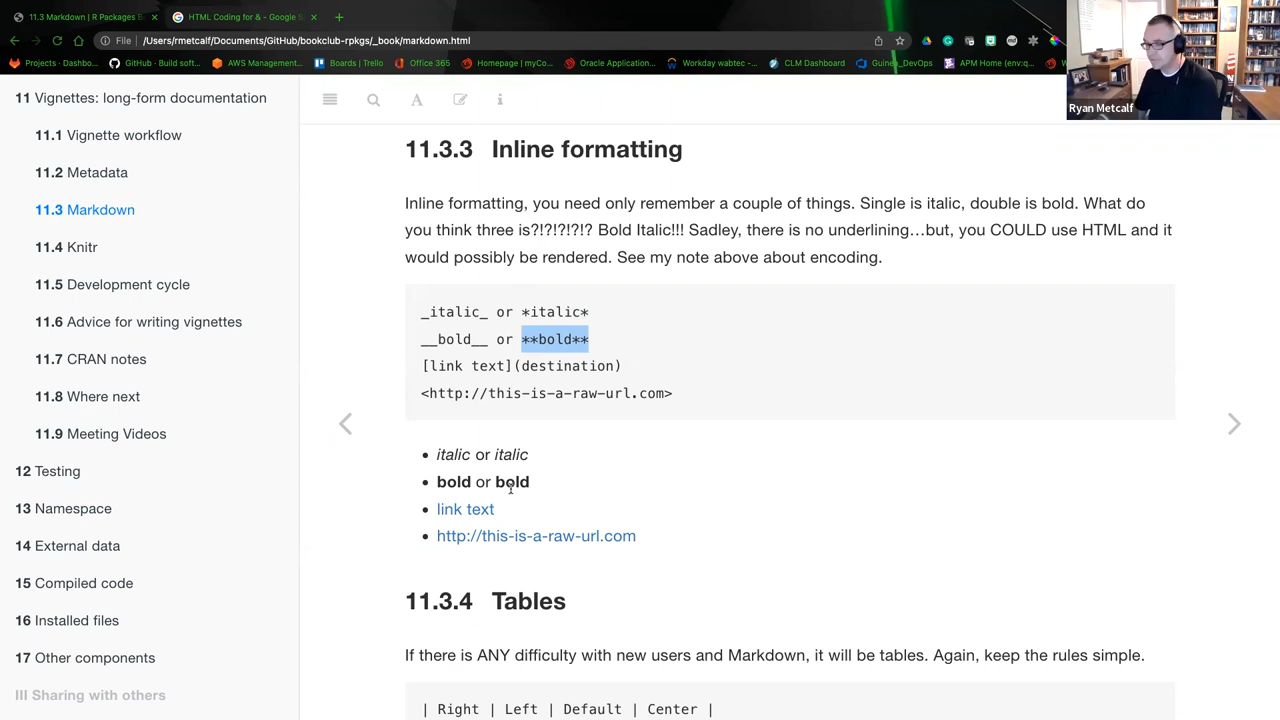 11.3 Markdown | R Packages B
HTML Coding for & - Google S
File
/Users/rmetcalf/Documents/GitHub/bookclub-rpkgs/_book/markdown.html
Projects - Dashbo...
GitHub - Build soft...
AWS Management...
Boards | Trello
Office 365
Homepage | myCo...
Oracle Application...
Workday wabtec -...
CLM Dashboard
Guinea_DevOps
APM Home (env:q...
Ryan Metcalf
11 Vignettes: long-form documentation
11.1 Vignette workflow
11.2 Metadata
11.3 Markdown
11.4 Knitr
11.5 Development cycle
11.6 Advice for writing vignettes
11.7 CRAN notes
11.8 Where next
11.9 Meeting Videos
12 Testing
13 Namespace
14 External data
15 Compiled code
16 Installed files
17 Other components
III Sharing with others
11.3.3 Inline formatting
Inline formatting, you need only remember a couple of things. Single is italic, double is bold. What do
you think three is?!?!?!?!? Bold Italic!!! Sadley, there is no underlining…but, you COULD use HTML and it
would possibly be rendered. See my note above about encoding.
_italic_ or *italic*
__bold__ or **bold**
[link text](destination)
<http://this-is-a-raw-url.com>
• italic or italic
• bold or bold
• link text
• http://this-is-a-raw-url.com
11.3.4 Tables
If there is ANY difficulty with new users and Markdown, it will be tables. Again, keep the rules simple.
| Right | Left | Default | Center |